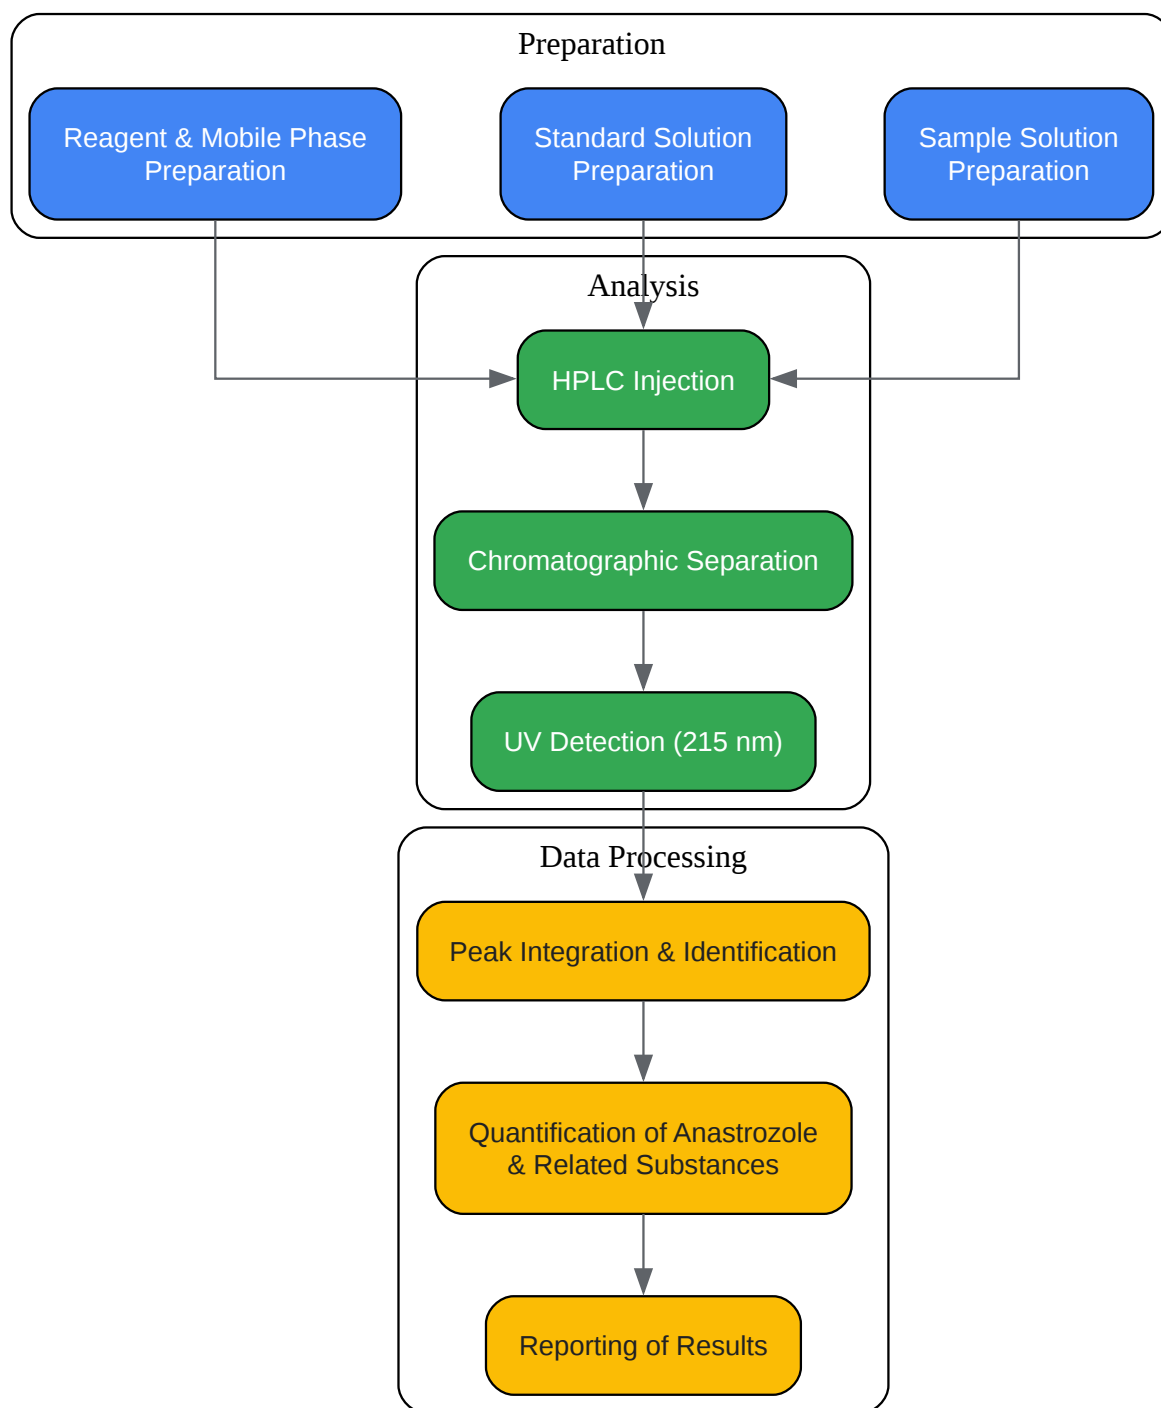 Preparation
Reagent & Mobile Phase
Preparation
Standard Solution
Preparation
Sample Solution
Preparation
Analysis
HPLC Injection
Chromatographic Separation
UV Detection (215 nm)
Data Processing
Peak Integration & Identification
Quantification of Anastrozole
& Related Substances
Reporting of Results